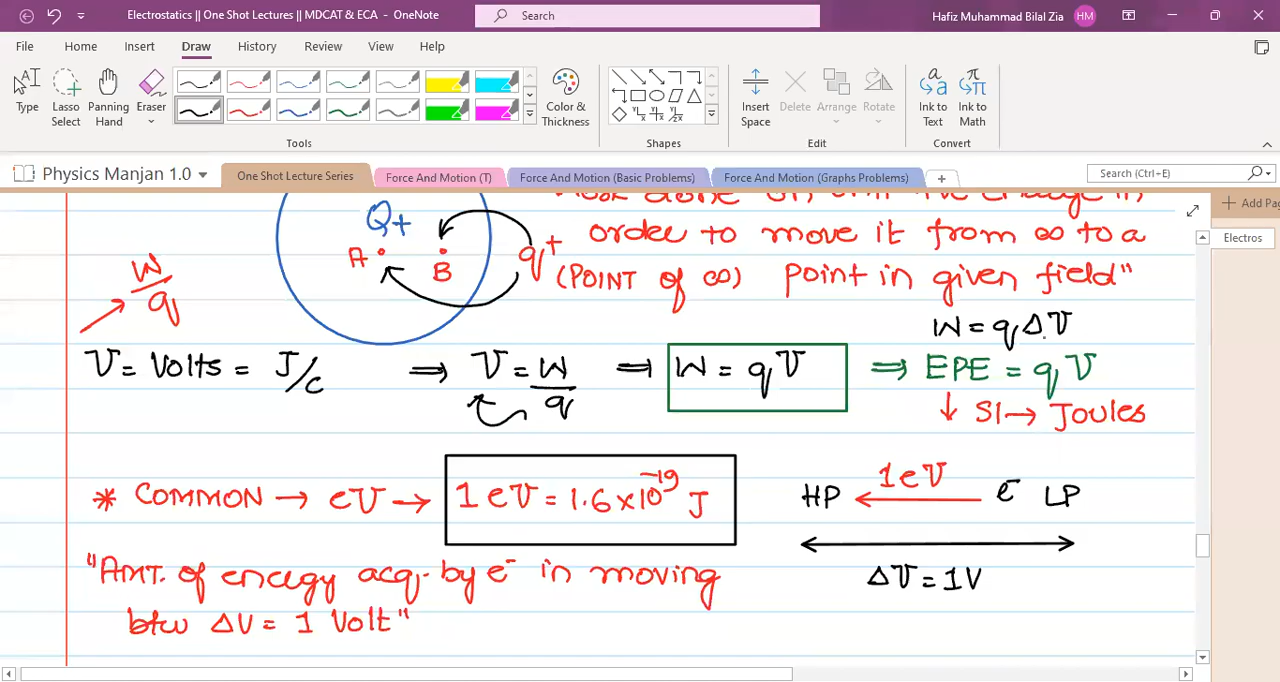 Electrostatics || One Shot Lectures || MDCAT & ECA - OneNote
Search
Hafiz Muhammad Bilal Zia HM
File Home Insert Draw History Review View Help
Type Lasso Select Panning Hand Eraser Color & Thickness Insert Space Delete Arrange Rotate Ink to Text Ink to Math
Tools Shapes Edit Convert
Physics Manjan 1.0 One Shot Lecture Series Force And Motion (T) Force And Motion (Basic Problems) Force And Motion (Graphs Problems) Search (Ctrl+E)
Add Pag
Electros
Q+
order to move it from ∞ to a
A B q+
(POINT of ∞) point in given field"
W/q
W = qΔV
V = Volts = J/c ⇒ V = W/q ⇒ W = qV ⇒ EPE = qV
↓ SI → Joules
* COMMON → eV → 1 eV = 1.6×10⁻¹⁹ J
HP 1eV e⁻ LP
ΔV = 1V
"AMT. of energy acq. by e⁻ in moving
btw ΔV = 1 Volt"